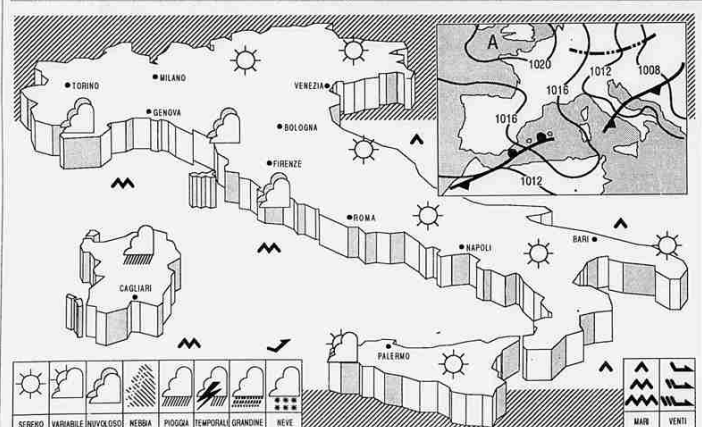 A
1020
1016
1012
1008
1016
1012
TORINO
MILANO
VENEZIA
GENOVA
BOLOGNA
FIRENZE
ROMA
NAPOLI
BARI
CAGLIARI
PALERMO
SERENO VARIABILE NUVOLOSO NEBBIA PIOGGIA TEMPORALI GRANDINE NEVE
MARI VENTI